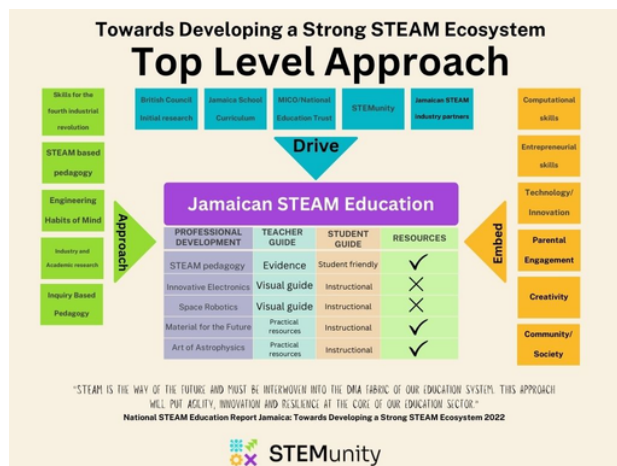 Towards Developing a Strong STEAM Ecosystem
Top Level Approach
Skills for the
fourth industrial
revolution
STEAM based
pedagogy
Engineering
Habits of Mind
Industry and
Academic research
Inquiry Based
Pedagogy
Approach
British Council
Initial research
Jamaica School
Curriculum
MICO/National
Education Trust
STEMunity
Jamaican STEAM
industry partners
Drive
Computational
skills
Entrepreneurial
skills
Technology/
Innovation
Parental
Engagement
Creativity
Community/
Society
Embed
Jamaican STEAM Education
PROFESSIONAL
DEVELOPMENT
TEACHER
GUIDE
STUDENT
GUIDE
RESOURCES
STEAM pedagogy
Evidence
Student friendly
Innovative Electronics
Visual guide
Instructional
Space Robotics
Visual guide
Instructional
Material for the Future
Practical
resources
Instructional
Art of Astrophysics
Practical
resources
Instructional
"STEAM IS THE WAY OF THE FUTURE AND MUST BE INTERWOVEN INTO THE DNA FABRIC OF OUR EDUCATION SYSTEM. THIS APPROACH
WILL PUT AGILITY, INNOVATION AND RESILIENCE AT THE CORE OF OUR EDUCATION SECTOR."
National STEAM Education Report Jamaica: Towards Developing a Strong STEAM Ecosystem 2022
STEMunity